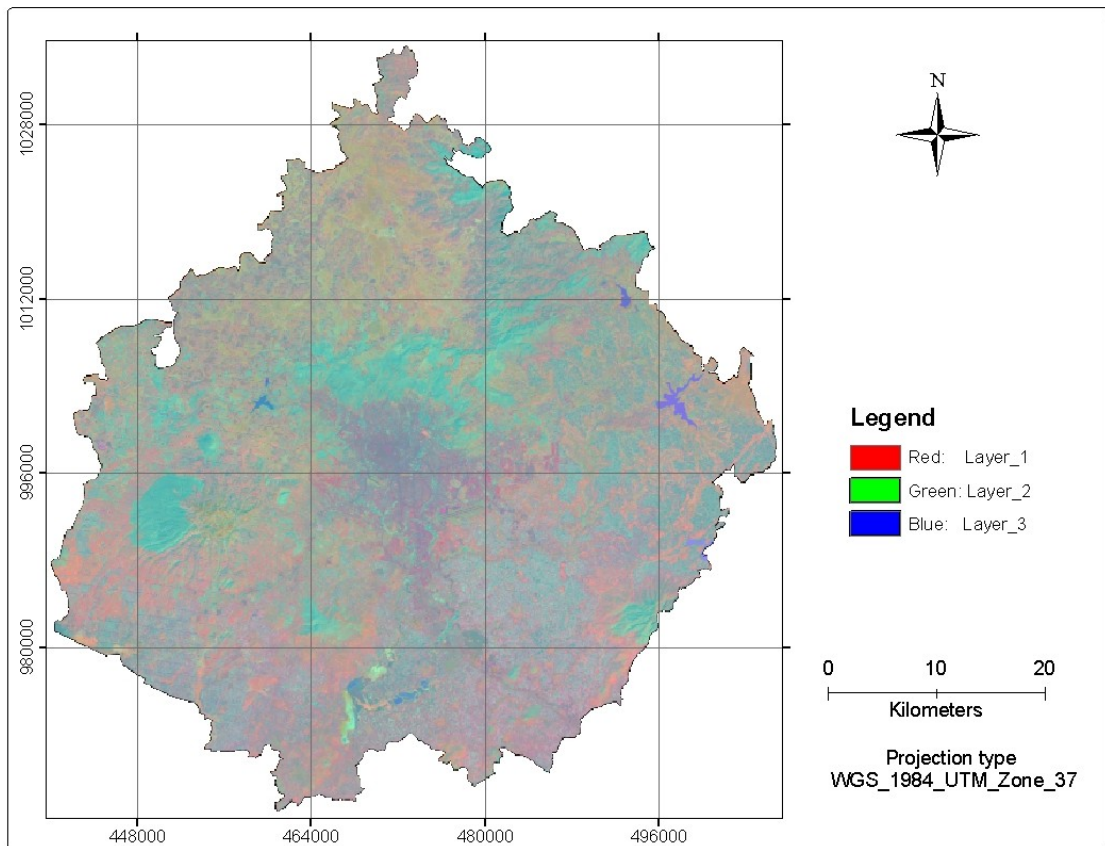 N
1028000
1012000
996000
980000
448000
464000
480000
496000
Legend
Red: Layer_1
Green: Layer_2
Blue: Layer_3
0 10 20
Kilometers
Projection type
WGS_1984_UTM_Zone_37